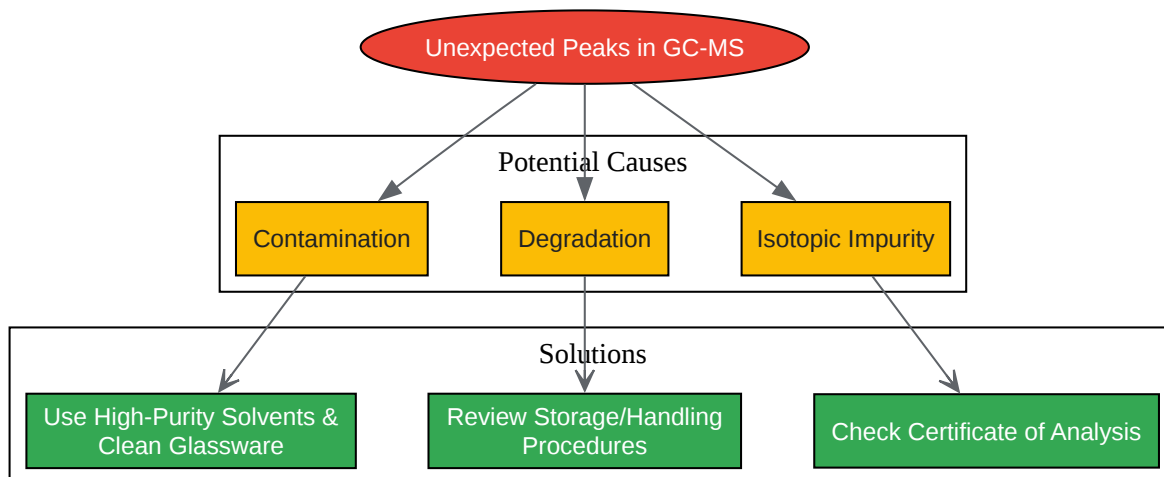 Unexpected Peaks in GC-MS
Potential Causes
Contamination
Degradation
Isotopic Impurity
Solutions
Use High-Purity Solvents &
Clean Glassware
Review Storage/Handling
Procedures
Check Certificate of Analysis